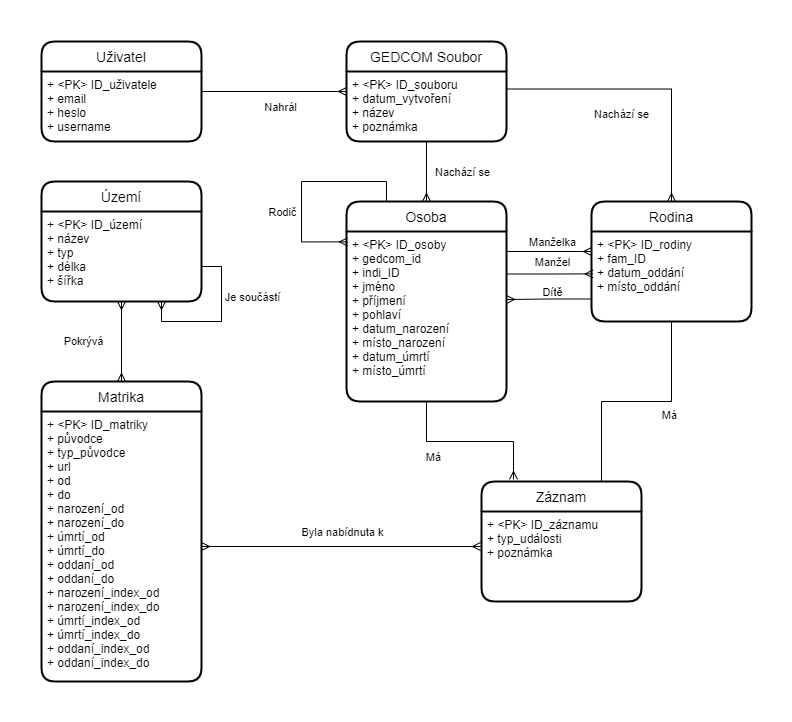 Uživatel
+ <PK> ID_uživatele
+ email
+ heslo
+ username
Nahrál
GEDCOM Soubor
+ <PK> ID_souboru
+ datum_vytvoření
+ název
+ poznámka
Nachází se
Nachází se
Území
+ <PK> ID_území
+ název
+ typ
+ délka
+ šířka
Je součástí
Pokrývá
Rodič
Osoba
+ <PK> ID_osoby
+ gedcom_id
+ indi_ID
+ jméno
+ příjmení
+ pohlaví
+ datum_narození
+ místo_narození
+ datum_úmrtí
+ místo_úmrtí
Manželka
Manžel
Dítě
Rodina
+ <PK> ID_rodiny
+ fam_ID
+ datum_oddání
+ místo_oddání
Má
Má
Matrika
+ <PK> ID_matriky
+ původce
+ typ_původce
+ url
+ od
+ do
+ narození_od
+ narození_do
+ úmrtí_od
+ úmrtí_do
+ oddaní_od
+ oddaní_do
+ narození_index_od
+ narození_index_do
+ úmrtí_index_od
+ úmrtí_index_do
+ oddaní_index_od
+ oddaní_index_do
Byla nabídnuta k
Záznam
+ <PK> ID_záznamu
+ typ_události
+ poznámka